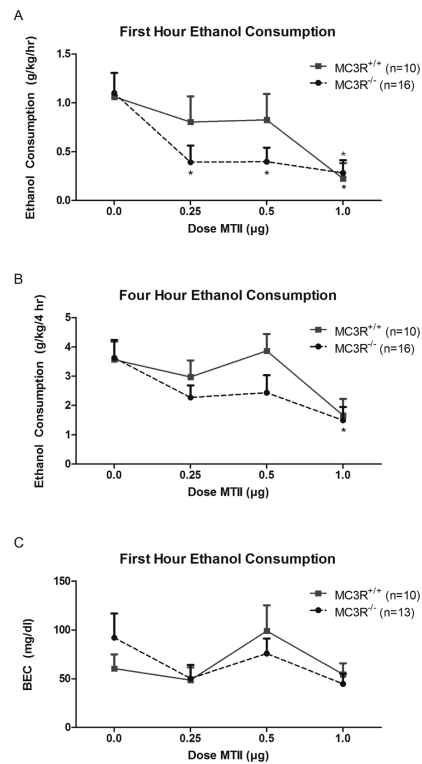 A
First Hour Ethanol Consumption
Ethanol Consumption (g/kg/hr)
1.5
1.0
0.5
0.0
MC3R+/+ (n=10)
MC3R-/- (n=16)
*
*
*
*
0.0 0.25 0.5 1.0
Dose MTII (µg)
B
Four Hour Ethanol Consumption
Ethanol Consumption (g/kg/4 hr)
5
4
3
2
1
0
MC3R+/+ (n=10)
MC3R-/- (n=16)
*
0.0 0.25 0.5 1.0
Dose MTII (µg)
C
First Hour Ethanol Consumption
BEC (mg/dl)
150
100
50
0
MC3R+/+ (n=10)
MC3R-/- (n=13)
0.0 0.25 0.5 1.0
Dose MTII (µg)